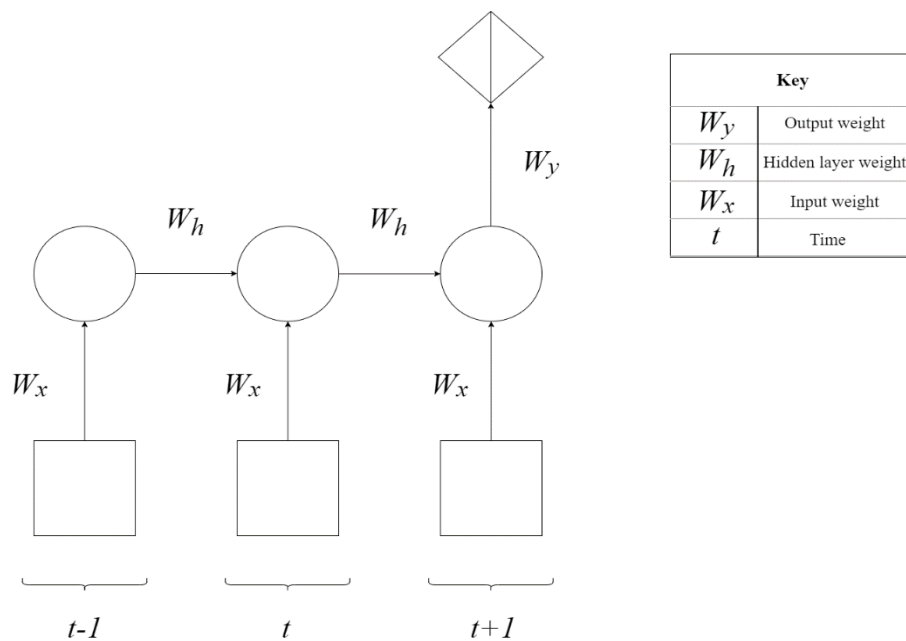 W_y
W_h W_h
W_x W_x W_x
t-1 t t+1
Key
W_y Output weight
W_h Hidden layer weight
W_x Input weight
t Time